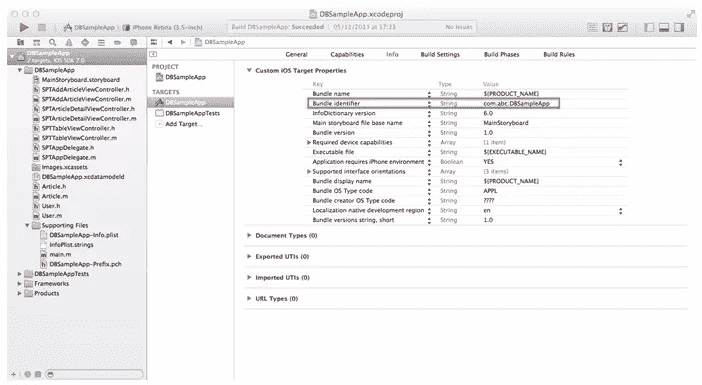 DBSampleApp.xcodeproj
DBSampleApp iPhone Retina (3.5-inch)
Build DBSampleApp: Succeeded 05/12/2013 at 17:33
No Issues
DBSampleApp
DBSampleApp
2 targets, iOS SDK 7.0
DBSampleApp
MainStoryboard.storyboard
SPTAddArticleViewController.h
SPTAddArticleViewController.m
SPTArticleDetailViewController.h
SPTArticleDetailViewController.m
SPTTableViewController.h
SPTTableViewController.m
SPTAppDelegate.h
SPTAppDelegate.m
Images.xcassets
DBSampleApp.xcdatamodeld
Article.h
Article.m
User.h
User.m
Supporting Files
DBSampleApp-Info.plist
InfoPlist.strings
main.m
DBSampleApp-Prefix.pch
DBSampleAppTests
Frameworks
Products
PROJECT
DBSampleApp
TARGETS
DBSampleApp
DBSampleAppTests
Add Target...
General Capabilities Info Build Settings Build Phases Build Rules
Custom iOS Target Properties
Key Type Value
Bundle name String ${PRODUCT_NAME}
Bundle identifier String com.abc.DBSampleApp
InfoDictionary version String 6.0
Main storyboard file base name String MainStoryboard
Bundle version String 1.0
Required device capabilities Array (1 item)
Executable file String ${EXECUTABLE_NAME}
Application requires iPhone environment Boolean YES
Supported interface orientations Array (3 items)
Bundle display name String ${PRODUCT_NAME}
Bundle OS Type code String APPL
Bundle creator OS Type code String ????
Localization native development region String en
Bundle versions string, short String 1.0
Document Types (0)
Exported UTIs (0)
Imported UTIs (0)
URL Types (0)